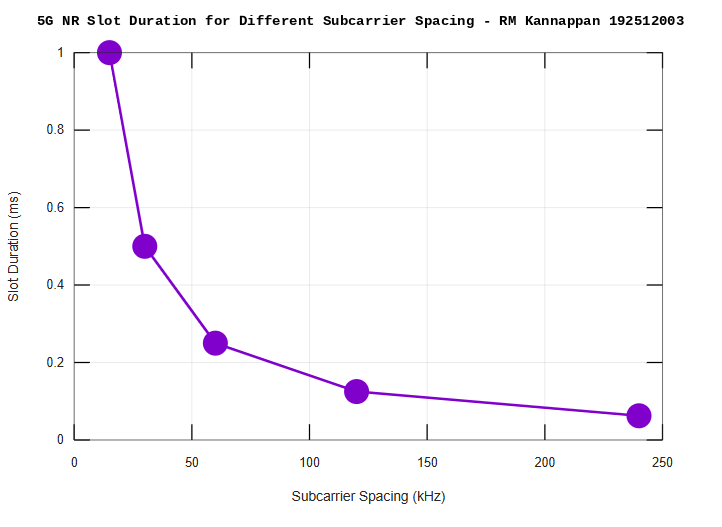 5G NR Slot Duration for Different Subcarrier Spacing - RM Kannappan 192512003
1
0.8
0.6
0.4
0.2
0
Slot Duration (ms)
0 50 100 150 200 250
Subcarrier Spacing (kHz)